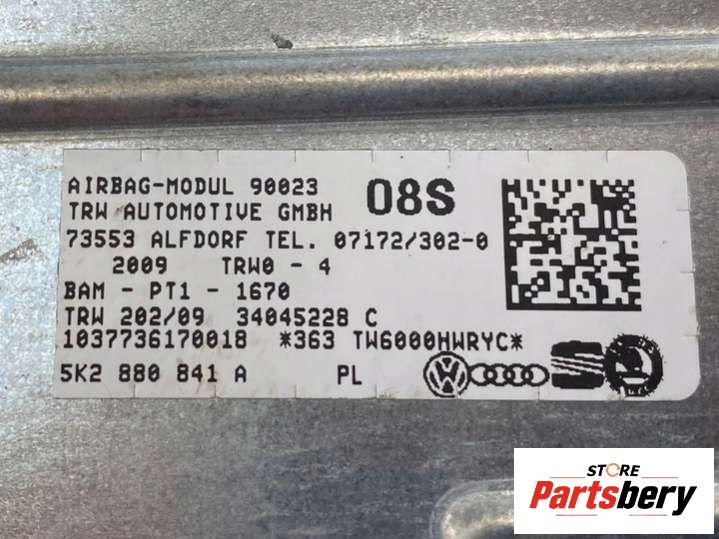 AIRBAG-MODUL 90023 08S
TRW AUTOMOTIVE GMBH
73553 ALFDORF TEL. 07172/302-0
2009 TRW0 - 4
BAM - PT1 - 1670
TRW 202/09 34045228 C
1037736170018 *363 TW6000HWRYC*
5K2 880 841 A PL
STORE
Partsbery